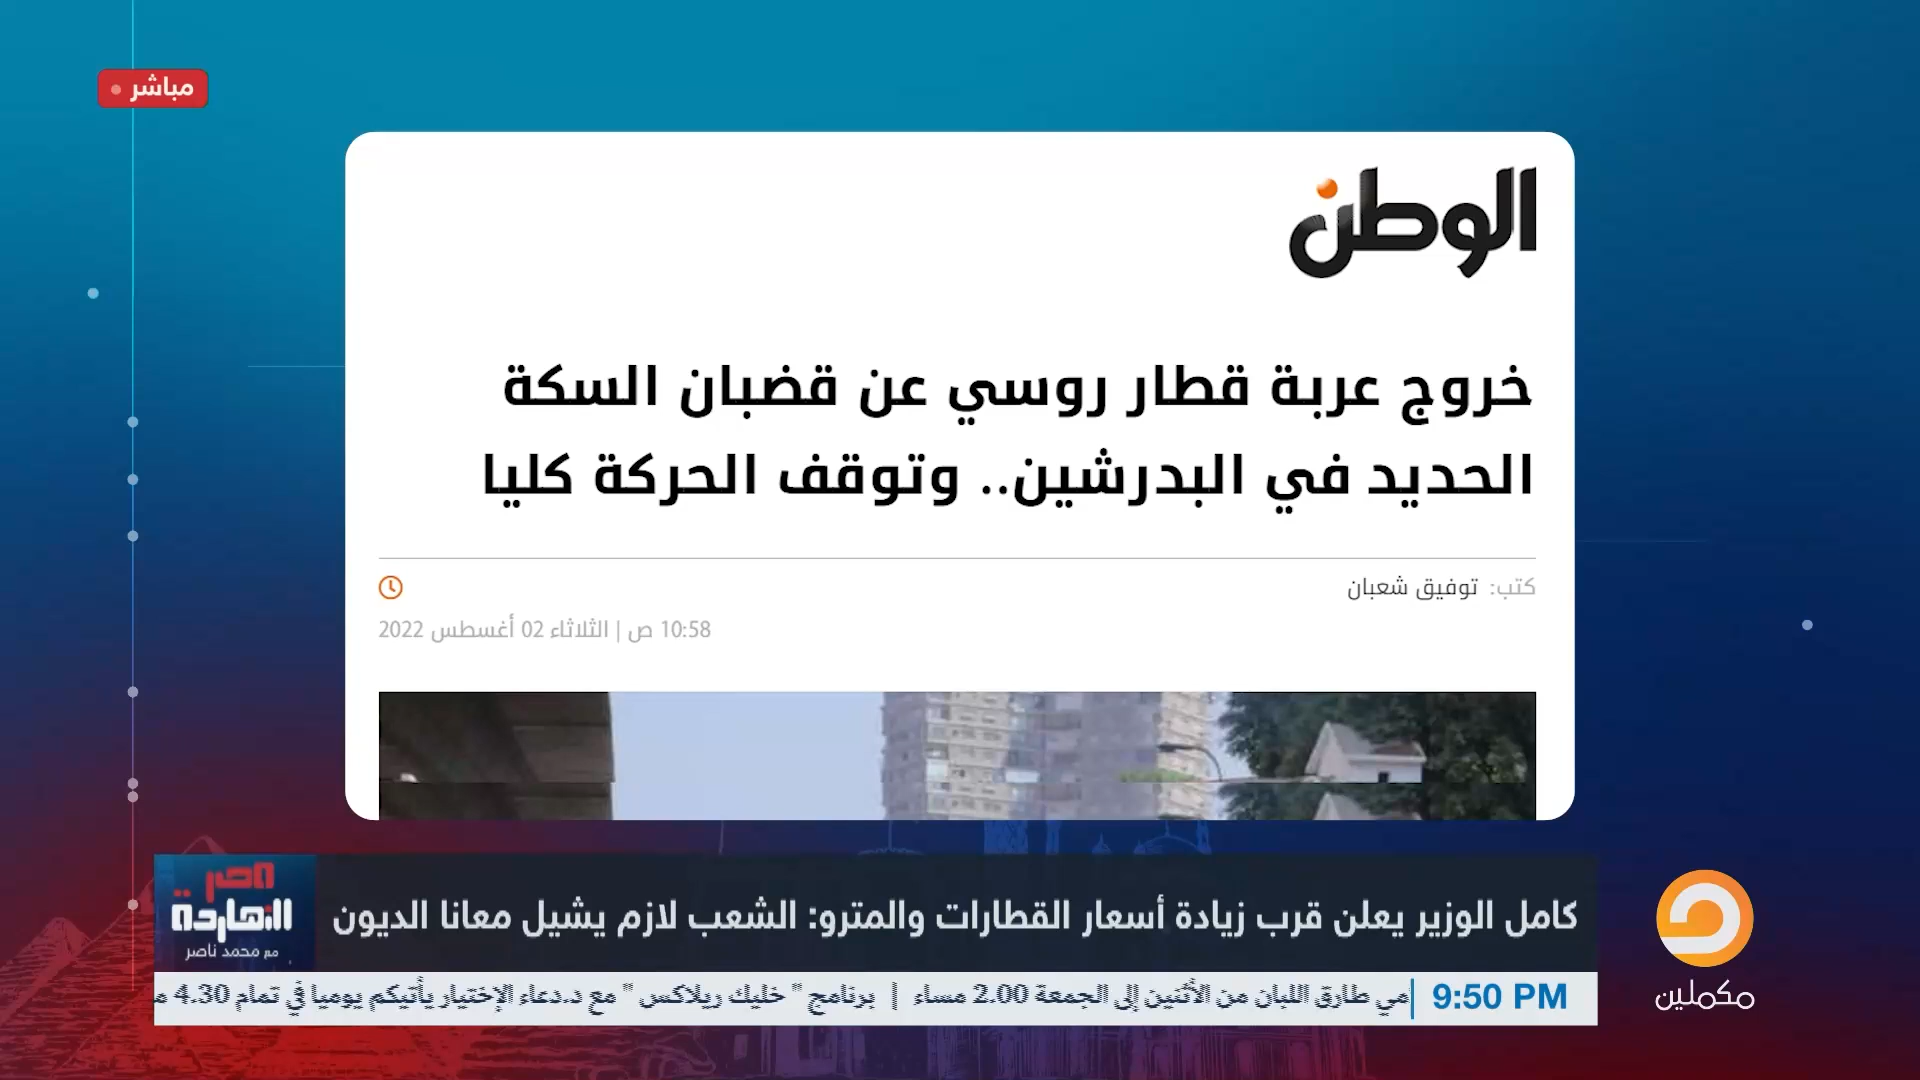 مباشر
الوطن
خروج عربة قطار روسي عن قضبان السكة
الحديد في البدرشين.. وتوقف الحركة كليا
كتب: توفيق شعبان
10:58 ص | الثلاثاء 02 أغسطس 2022
مصر
النهاردة
مع محمد ناصر
كامل الوزير يعلن قرب زيادة أسعار القطارات والمترو: الشعب لازم يشيل معانا الديون
9:50 PM
مي طارق اللبان من الأثنين إلى الجمعة 2.00 مساء | برنامج " خليك ريلاكس " مع د.دعاء الإختيار يأتيكم يوميا في تمام 4.30 م
مكملين